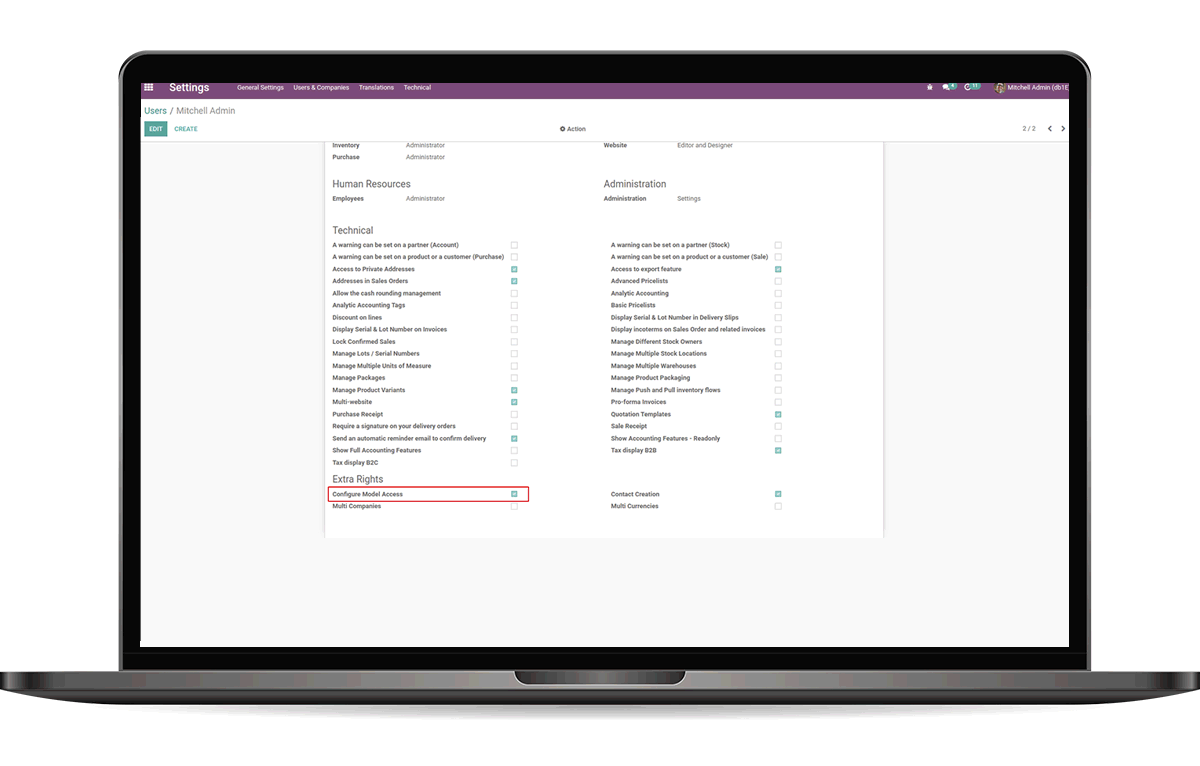 Settings General Settings Users & Companies Translations Technical 4 11 Mitchell Admin (db1E
Users / Mitchell Admin
EDIT CREATE Action 2 / 2
Inventory Administrator Website Editor and Designer
Purchase Administrator
Human Resources Administration
Employees Administrator Administration Settings
Technical
A warning can be set on a partner (Account) A warning can be set on a partner (Stock)
A warning can be set on a product or a customer (Purchase) A warning can be set on a product or a customer (Sale)
Access to Private Addresses Access to export feature
Addresses in Sales Orders Advanced Pricelists
Allow the cash rounding management Analytic Accounting
Analytic Accounting Tags Basic Pricelists
Discount on lines Display Serial & Lot Number in Delivery Slips
Display Serial & Lot Number on Invoices Display incoterms on Sales Order and related invoices
Lock Confirmed Sales Manage Different Stock Owners
Manage Lots / Serial Numbers Manage Multiple Stock Locations
Manage Multiple Units of Measure Manage Multiple Warehouses
Manage Packages Manage Product Packaging
Manage Product Variants Manage Push and Pull inventory flows
Multi-website Pro-forma Invoices
Purchase Receipt Quotation Templates
Require a signature on your delivery orders Sale Receipt
Send an automatic reminder email to confirm delivery Show Accounting Features - Readonly
Show Full Accounting Features Tax display B2B
Tax display B2C
Extra Rights
Configure Model Access Contact Creation
Multi Companies Multi Currencies